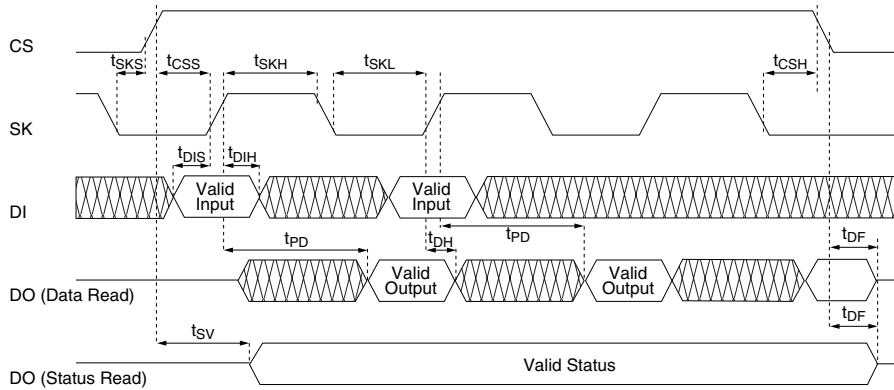 CS
tSKS tCSS tSKH tSKL tCSH
SK
tDIS tDIH
DI Valid Input Valid Input
tPD tDH tPD tDF
DO (Data Read) Valid Output Valid Output
tSV tDF
DO (Status Read) Valid Status